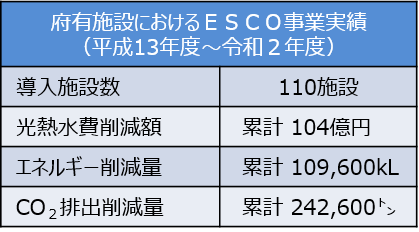 府有施設におけるＥＳＣＯ事業実績
（平成13年度～令和２年度）
導入施設数 110施設
光熱水費削減額 累計 104億円
エネルギー削減量 累計 109,600kL
CO₂排出削減量 累計 242,600㌧